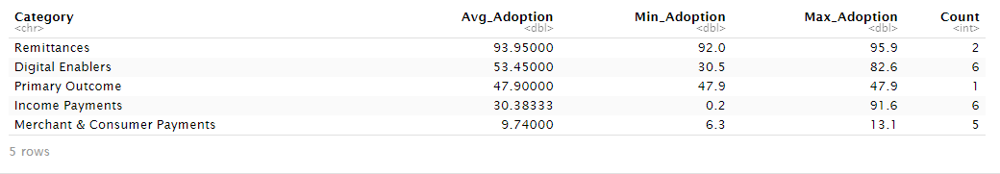 Category Avg_Adoption Min_Adoption Max_Adoption Count
<chr> <dbl> <dbl> <dbl> <int>
Remittances 93.95000 92.0 95.9 2
Digital Enablers 53.45000 30.5 82.6 6
Primary Outcome 47.90000 47.9 47.9 1
Income Payments 30.38333 0.2 91.6 6
Merchant & Consumer Payments 9.74000 6.3 13.1 5
5 rows